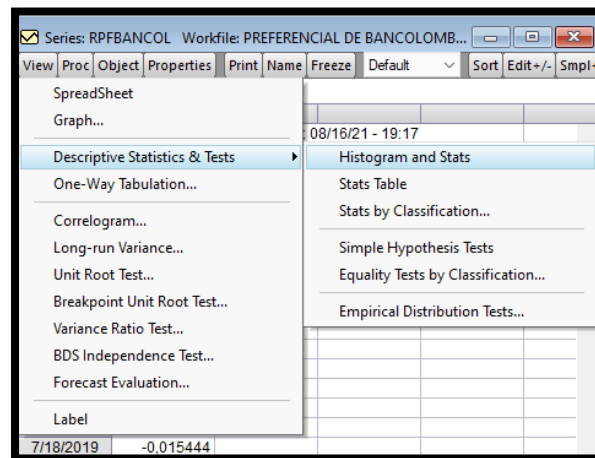 Series: RPFBANCOL Workfile: PREFERENCIAL DE BANCOLOMB...
View Proc Object Properties Print Name Freeze Default Sort Edit+/- Smpl+
SpreadSheet
Graph...
08/16/21 - 19:17
Descriptive Statistics & Tests
Histogram and Stats
One-Way Tabulation...
Stats Table
Stats by Classification...
Correlogram...
Long-run Variance...
Simple Hypothesis Tests
Unit Root Test...
Equality Tests by Classification...
Breakpoint Unit Root Test...
Empirical Distribution Tests...
Variance Ratio Test...
BDS Independence Test...
Forecast Evaluation...
Label
7/18/2019 -0,015444